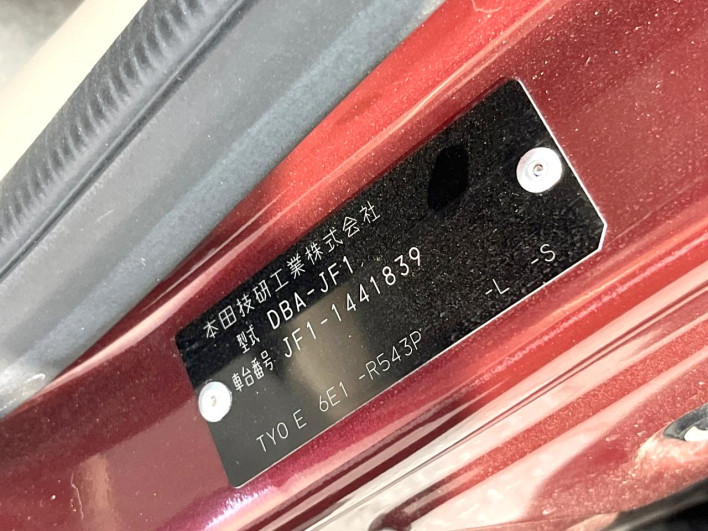 本田技研工業株式会社
型式 DBA-JF1
車台番号 JF1-1441839
TYO E 6E1 -R543P -L -S